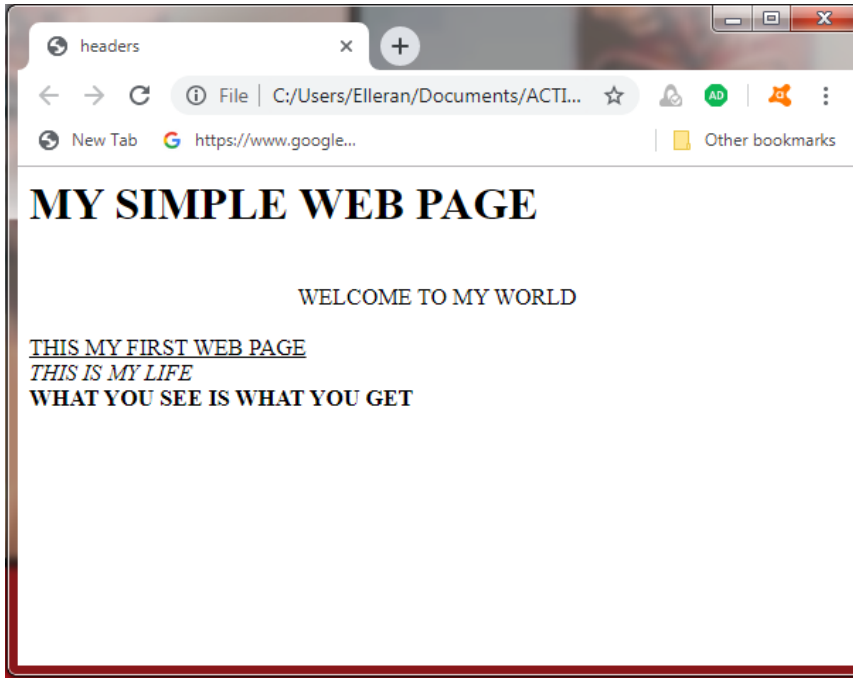 headers
File C:/Users/Elleran/Documents/ACTI...
AD
New Tab https://www.google... Other bookmarks
MY SIMPLE WEB PAGE
WELCOME TO MY WORLD
THIS MY FIRST WEB PAGE
THIS IS MY LIFE
WHAT YOU SEE IS WHAT YOU GET